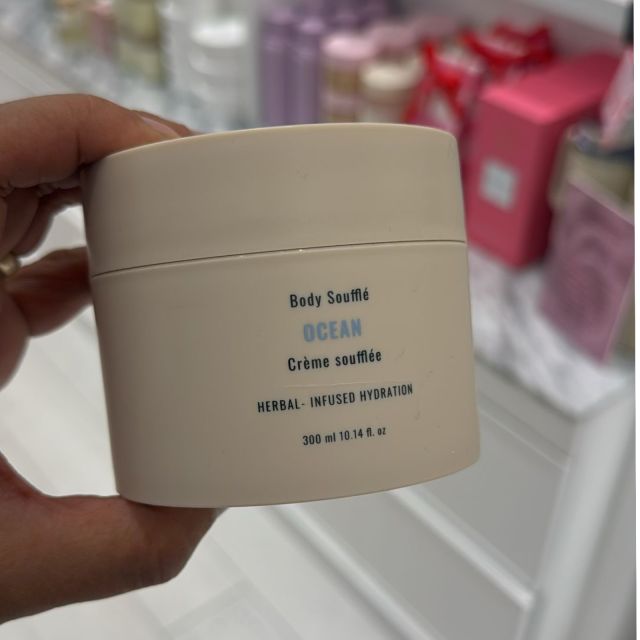 Body Soufflé
OCEAN
Crème soufflée
HERBAL- INFUSED HYDRATION
300 ml 10.14 fl. oz